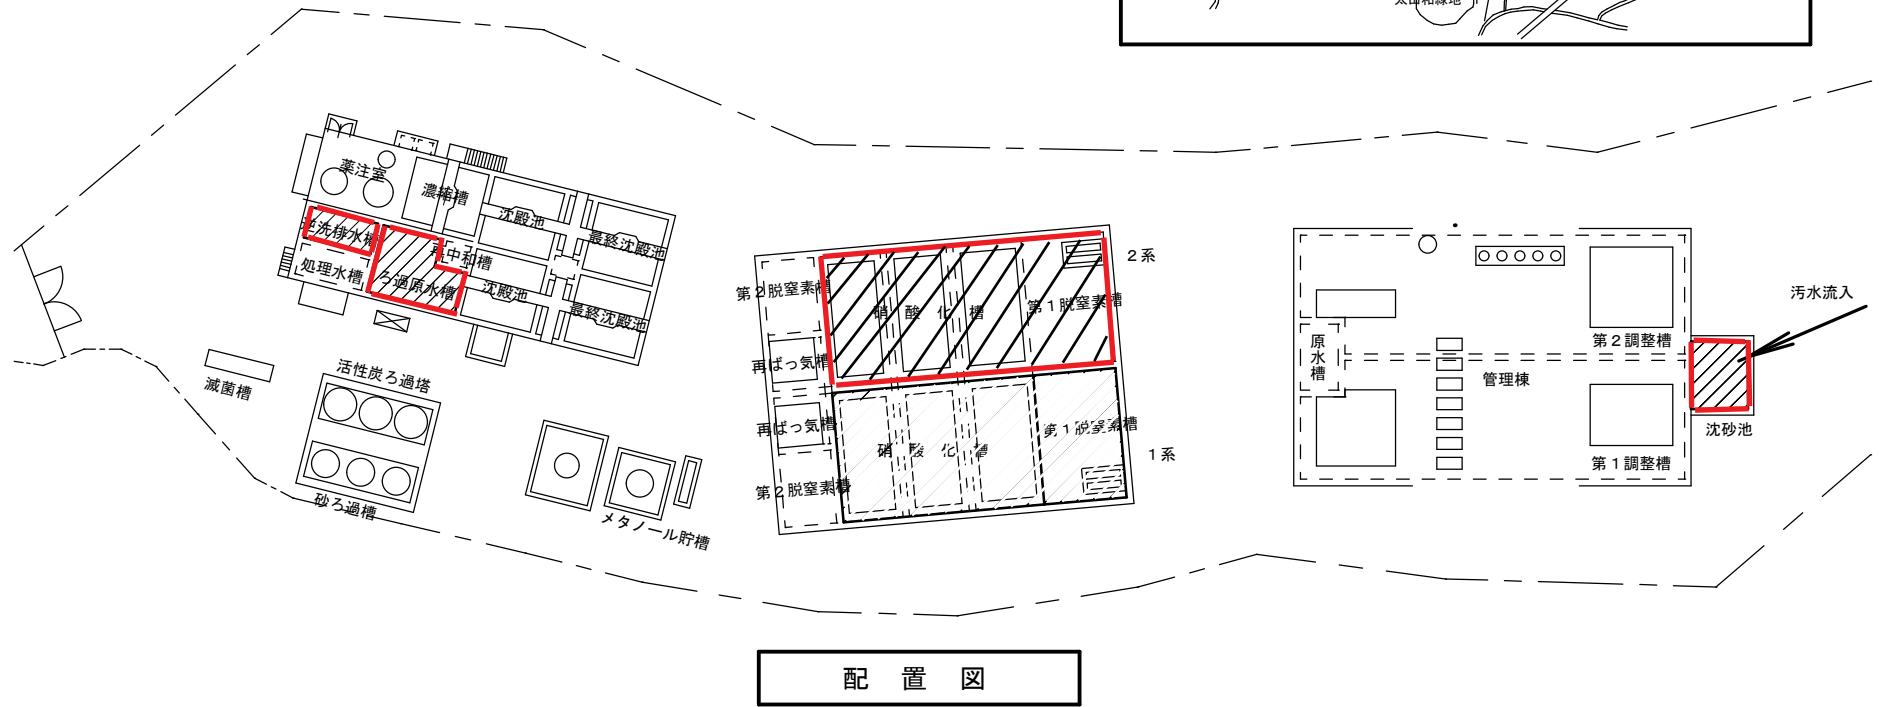 太田和緑地
薬注室
濃縮槽
沈殿池
最終沈殿池
逆洗排水槽
再中和槽
処理水槽
ろ過原水槽
沈殿池
最終沈殿池
滅菌槽
活性炭ろ過塔
砂ろ過槽
メタノール貯槽
2系
第2脱窒素槽
硝酸化槽
第1脱窒素槽
再ばっ気槽
再ばっ気槽
硝酸化槽
第1脱窒素槽
1系
第2脱窒素槽
汚水流入
原水槽
第2調整槽
管理棟
沈砂池
第1調整槽
配置図